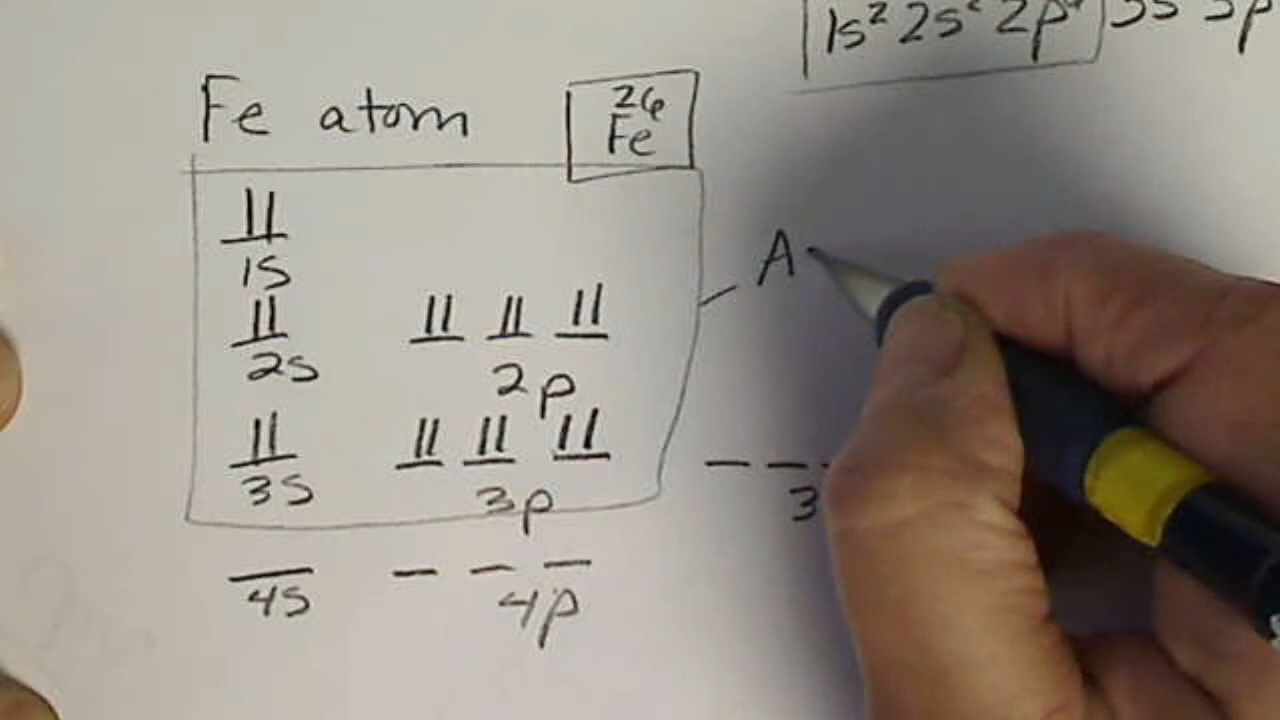 1s² 2s² 2p⁶ 3s 3p
Fe atom
26
Fe
1s
A
2s 2p
3s 3p 3
4s 4p